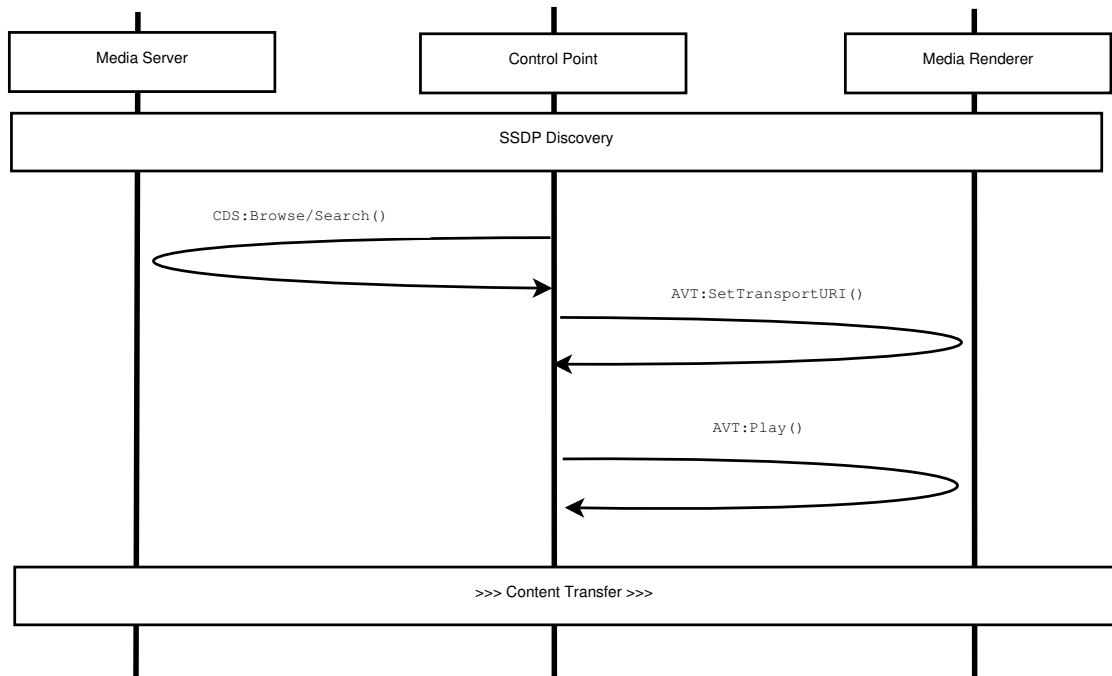 Media Server
Control Point
Media Renderer
SSDP Discovery
CDS:Browse/Search()
AVT:SetTransportURI()
AVT:Play()
>>> Content Transfer >>>